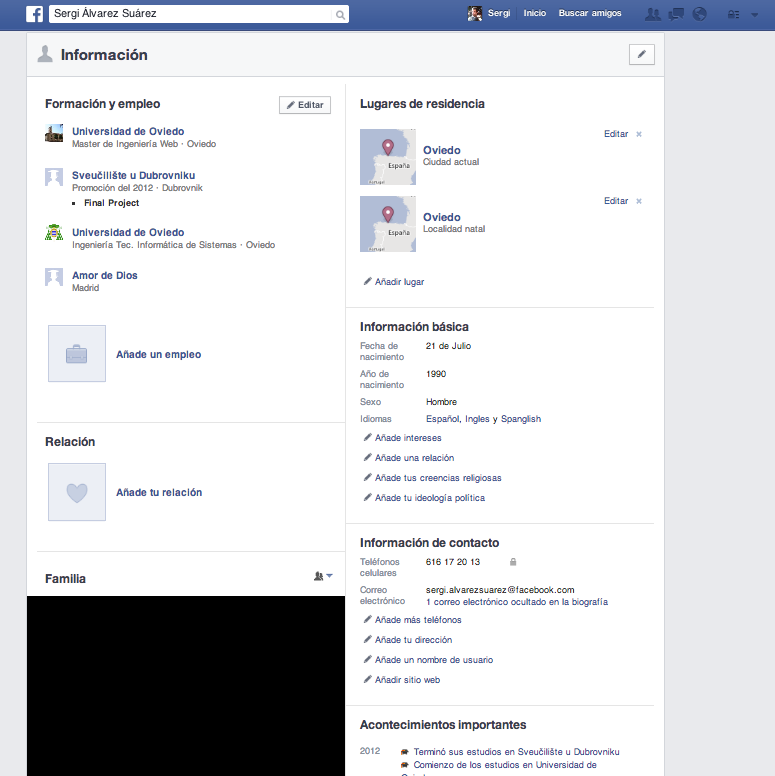 Sergi Álvarez Suárez
Sergi Inicio Buscar amigos
Información
Formación y empleo
Editar
Universidad de Oviedo
Master de Ingeniería Web · Oviedo
Sveučilište u Dubrovniku
Promoción del 2012 · Dubrovnik
Final Project
Universidad de Oviedo
Ingeniería Tec. Informática de Sistemas · Oviedo
Amor de Dios
Madrid
Añade un empleo
Relación
Añade tu relación
Familia
Lugares de residencia
Editar
España
Oviedo
Ciudad actual
Editar
España
Oviedo
Localidad natal
Añadir lugar
Información básica
Fecha de nacimiento 21 de Julio
Año de nacimiento 1990
Sexo Hombre
Idiomas Español, Ingles y Spanglish
Añade intereses
Añade una relación
Añade tus creencias religiosas
Añade tu ideología política
Información de contacto
Teléfonos celulares 616 17 20 13
Correo electrónico sergi.alvarezsuarez@facebook.com
1 correo electrónico ocultado en la biografía
Añade más teléfonos
Añade tu dirección
Añade un nombre de usuario
Añadir sitio web
Acontecimientos importantes
2012 Terminó sus estudios en Sveučilište u Dubrovniku
Comienzo de los estudios en Universidad de